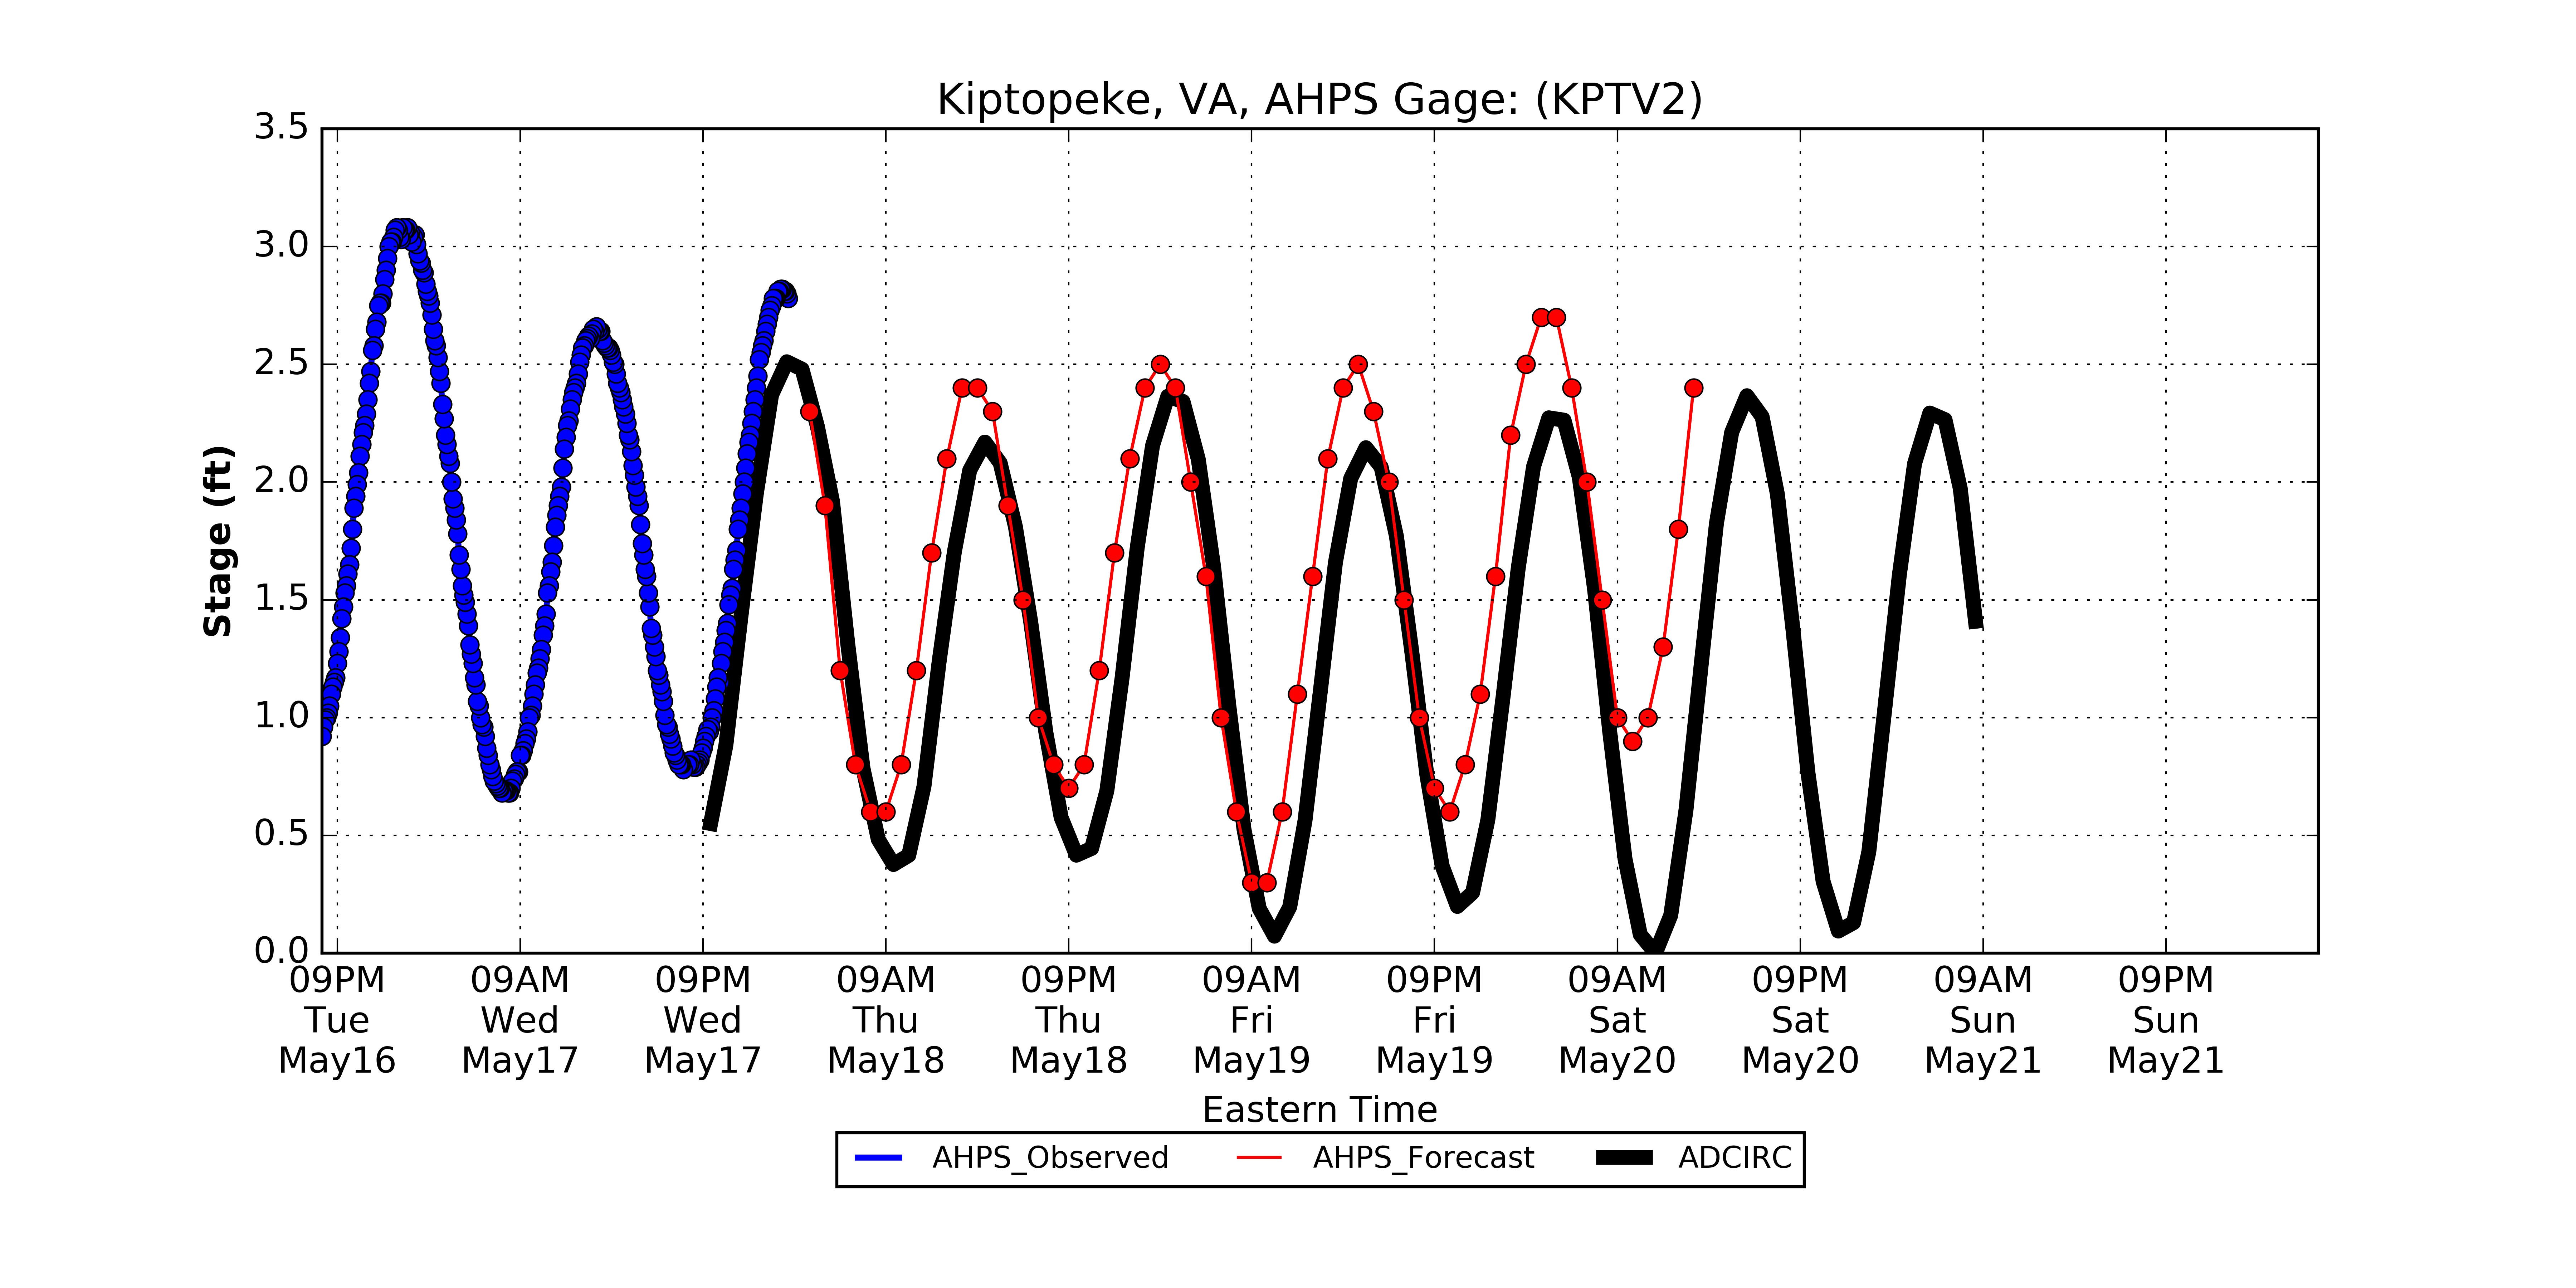 Kiptopeke, VA, AHPS Gage: (KPTV2)
3.5
3.0
2.5
2.0
1.5
1.0
0.5
0.0
Stage (ft)
09PM 09AM 09PM 09AM 09PM 09AM 09PM 09AM 09PM 09AM 09PM
Tue Wed Wed Thu Thu Fri Fri Sat Sat Sun Sun
May16 May17 May17 May18 May18 May19 May19 May20 May20 May21 May21
Eastern Time
AHPS_Observed AHPS_Forecast ADCIRC